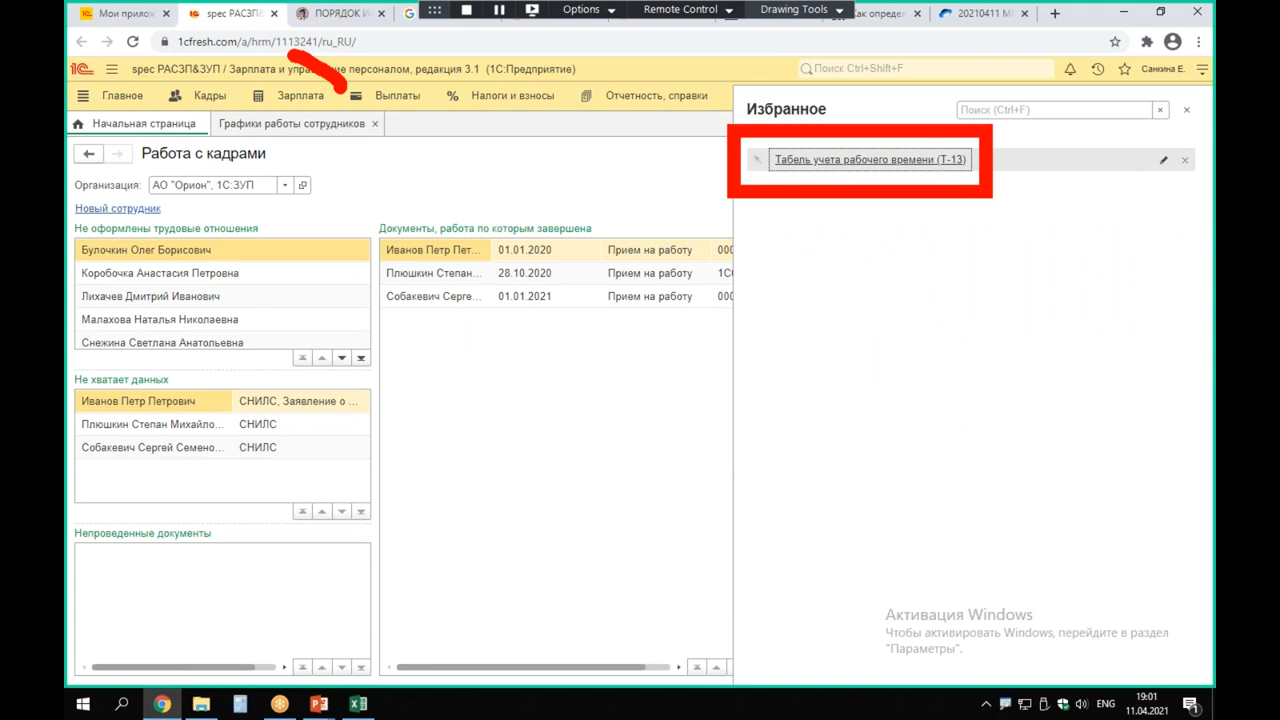 Мои прилож
spec РАСЗП&ЗУП
ПОРЯДОК И
Options
Remote Control
Drawing Tools
Как определ
20210411 М
1cfresh.com/a/hrm/1113241/ru_RU/
spec РАСЗП&ЗУП / Зарплата и управление персоналом, редакция 3.1 (1С:Предприятие)
Поиск Ctrl+Shift+F
Санкина Е.
Главное
Кадры
Зарплата
Выплаты
Налоги и взносы
Отчетность, справки
Начальная страница
Графики работы сотрудников
Избранное
Поиск (Ctrl+F)
Табель учета рабочего времени (Т-13)
Работа с кадрами
Организация: АО "Орион", 1С:ЗУП
Новый сотрудник
Не оформлены трудовые отношения
Булочкин Олег Борисович
Коробочка Анастасия Петровна
Лихачев Дмитрий Иванович
Малахова Наталья Николаевна
Снежина Светлана Анатольевна
Документы, работа по которым завершена
Иванов Петр Пет... 01.01.2020 Прием на работу 000
Плюшкин Степан... 28.10.2020 Прием на работу 1С
Собакевич Серге... 01.01.2021 Прием на работу 000
Не хватает данных
Иванов Петр Петрович СНИЛС, Заявление о ...
Плюшкин Степан Михайло... СНИЛС
Собакевич Сергей Семено... СНИЛС
Непроведенные документы
Активация Windows
Чтобы активировать Windows, перейдите в раздел
"Параметры".
ENG
19:01
11.04.2021
1